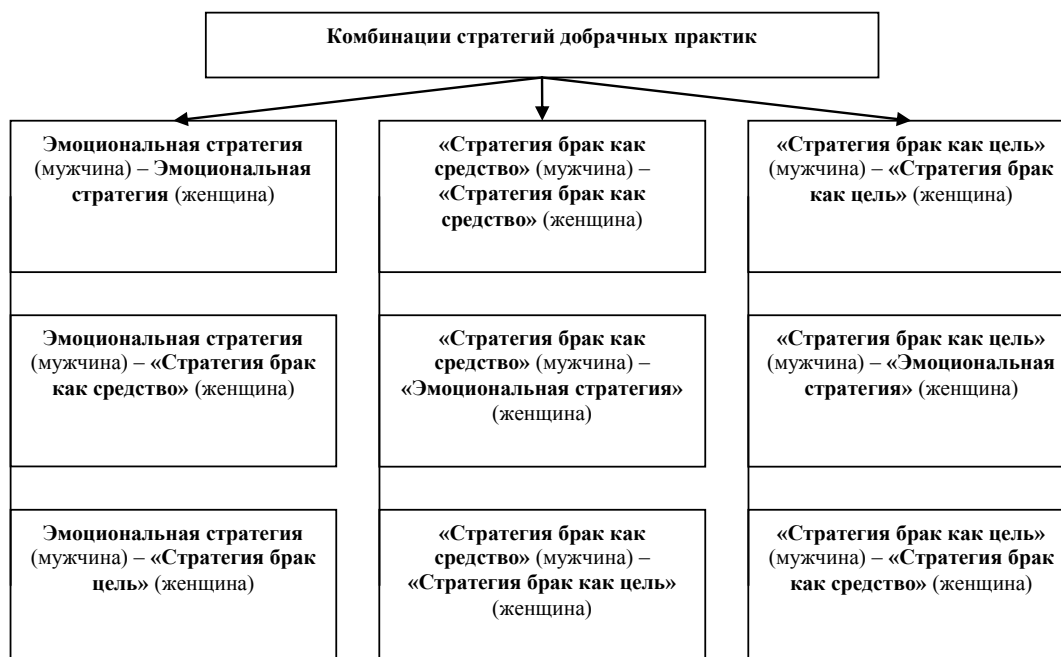 Комбинации стратегий добрачных практик
Эмоциональная стратегия
(мужчина) – Эмоциональная
стратегия (женщина)
«Стратегия брак как
средство» (мужчина) –
«Стратегия брак как
средство» (женщина)
«Стратегия брак как цель»
(мужчина) – «Стратегия брак
как цель» (женщина)
Эмоциональная стратегия
(мужчина) – «Стратегия брак
как средство» (женщина)
«Стратегия брак как
средство» (мужчина) –
«Эмоциональная стратегия»
(женщина)
«Стратегия брак как цель»
(мужчина) – «Эмоциональная
стратегия» (женщина)
Эмоциональная стратегия
(мужчина) – «Стратегия брак
цель» (женщина)
«Стратегия брак как
средство» (мужчина) –
«Стратегия брак как цель»
(женщина)
«Стратегия брак как цель»
(мужчина) – «Стратегия брак
как средство» (женщина)